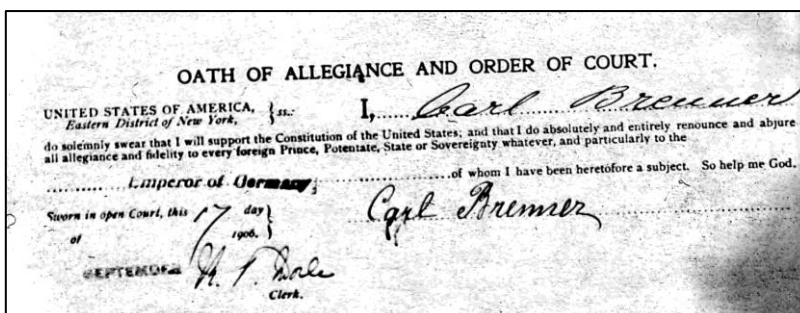 OATH OF ALLEGIANCE AND ORDER OF COURT.
UNITED STATES OF AMERICA, } ss.: I, Carl Brenner
Eastern District of New York,
do solemnly swear that I will support the Constitution of the United States; and that I do absolutely and entirely renounce and abjure
all allegiance and fidelity to every foreign Prince, Potentate, State or Sovereignty whatever, and particularly to the
Emperor of Germany, of whom I have been heretofore a subject. So help me God.
Sworn in open Court, this 17 day } Carl Brenner
of 1906.
SEPTEMBER
Clerk.